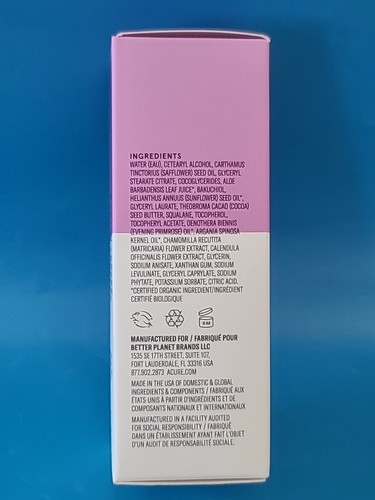 INGREDIENTS
WATER (EAU), CETEARYL ALCOHOL, CARTHAMUS
TINCTORIUS (SAFFLOWER) SEED OIL, GLYCERYL
STEARATE CITRATE, COCOGLYCERIDES, ALOE
BARBADENSIS LEAF JUICE*, BAKUCHIOL,
HELIANTHUS ANNUUS (SUNFLOWER) SEED OIL*,
GLYCERYL LAURATE, THEOBROMA CACAO (COCOA)
SEED BUTTER, SQUALANE, TOCOPHEROL,
TOCOPHERYL ACETATE, OENOTHERA BIENNIS
(EVENING PRIMROSE) OIL*, ARGANIA SPINOSA
KERNEL OIL*, CHAMOMILLA RECUTITA
(MATRICARIA) FLOWER EXTRACT, CALENDULA
OFFICINALIS FLOWER EXTRACT, GLYCERIN,
SODIUM ANISATE, XANTHAN GUM, SODIUM
LEVULINATE, GLYCERYL CAPRYLATE, SODIUM
PHYTATE, POTASSIUM SORBATE, CITRIC ACID.
*CERTIFIED ORGANIC INGREDIENT/INGRÉDIENT
CERTIFIÉ BIOLOGIQUE
MANUFACTURED FOR / FABRIQUÉ POUR
BETTER PLANET BRANDS LLC
1535 SE 17TH STREET, SUITE 107,
FORT LAUDERDALE, FL 33316 USA
877.902.2873 ACURE.COM
MADE IN THE USA OF DOMESTIC & GLOBAL
INGREDIENTS & COMPONENTS / FABRIQUÉ AUX
ÉTATS-UNIS À PARTIR D'INGRÉDIENTS ET DE
COMPOSANTS NATIONAUX ET INTERNATIONAUX
MANUFACTURED IN A FACILITY AUDITED
FOR SOCIAL RESPONSIBILITY / FABRIQUÉ
DANS UN ÉTABLISSEMENT AYANT FAIT L'OBJET
D'UN AUDIT DE RESPONSABILITÉ SOCIALE.